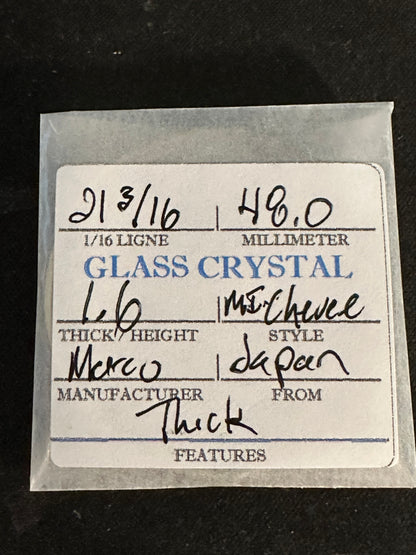 21 3/16 48.0
1/16 LIGNE MILLIMETER
GLASS CRYSTAL
1.6 MI-Chevee
THICK/HEIGHT STYLE
Marco Japan
MANUFACTURER FROM
Thick
FEATURES